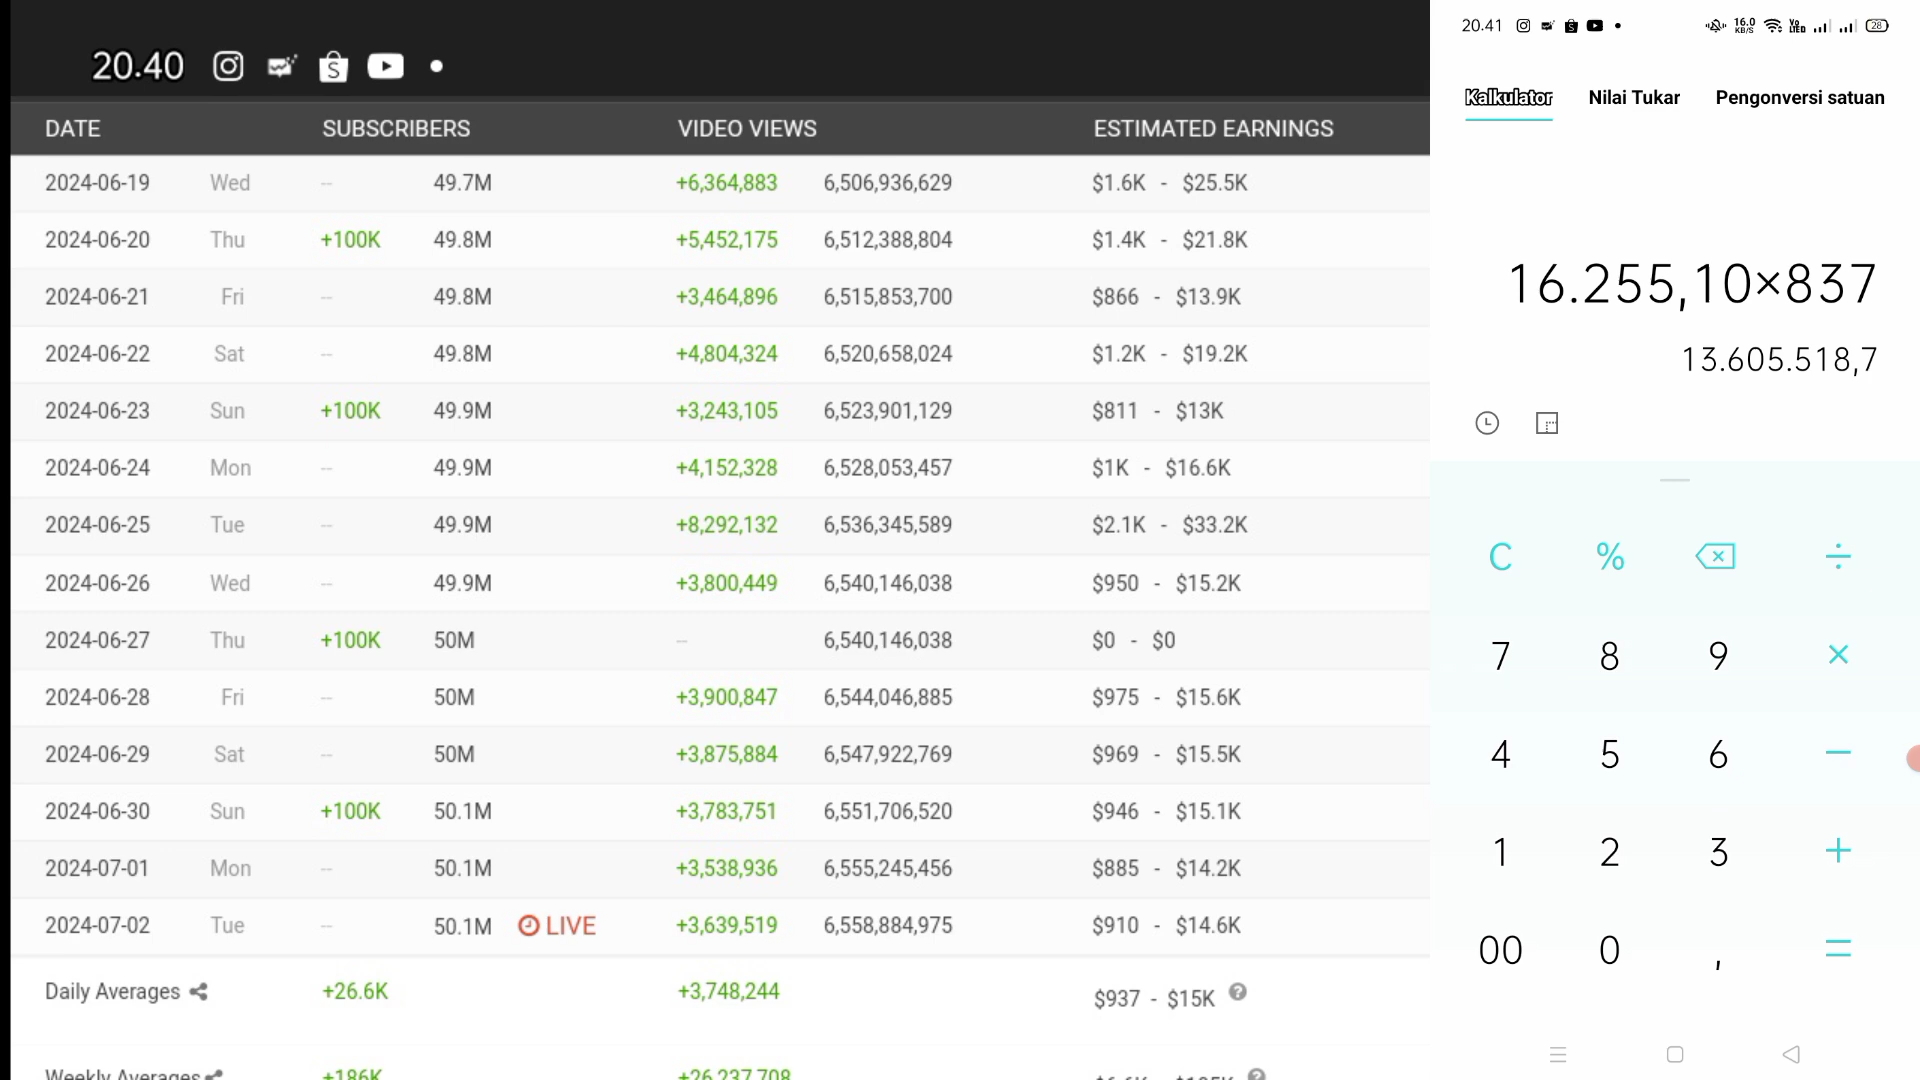 20.40
DATE SUBSCRIBERS VIDEO VIEWS ESTIMATED EARNINGS
2024-06-19 Wed -- 49.7M +6,364,883 6,506,936,629 $1.6K - $25.5K
2024-06-20 Thu +100K 49.8M +5,452,175 6,512,388,804 $1.4K - $21.8K
2024-06-21 Fri -- 49.8M +3,464,896 6,515,853,700 $866 - $13.9K
2024-06-22 Sat -- 49.8M +4,804,324 6,520,658,024 $1.2K - $19.2K
2024-06-23 Sun +100K 49.9M +3,243,105 6,523,901,129 $811 - $13K
2024-06-24 Mon -- 49.9M +4,152,328 6,528,053,457 $1K - $16.6K
2024-06-25 Tue -- 49.9M +8,292,132 6,536,345,589 $2.1K - $33.2K
2024-06-26 Wed -- 49.9M +3,800,449 6,540,146,038 $950 - $15.2K
2024-06-27 Thu +100K 50M -- 6,540,146,038 $0 - $0
2024-06-28 Fri -- 50M +3,900,847 6,544,046,885 $975 - $15.6K
2024-06-29 Sat -- 50M +3,875,884 6,547,922,769 $969 - $15.5K
2024-06-30 Sun +100K 50.1M +3,783,751 6,551,706,520 $946 - $15.1K
2024-07-01 Mon -- 50.1M +3,538,936 6,555,245,456 $885 - $14.2K
2024-07-02 Tue -- 50.1M LIVE +3,639,519 6,558,884,975 $910 - $14.6K
Daily Averages +26.6K +3,748,244 $937 - $15K
Weekly Averages +186K +26,237,708
20.41 16.0 KB/S Vo LTED 28
Kalkulator Nilai Tukar Pengonversi satuan
16.255,10×837
13.605.518,7
C % ÷
7 8 9 ×
4 5 6 −
1 2 3 +
00 0 , =